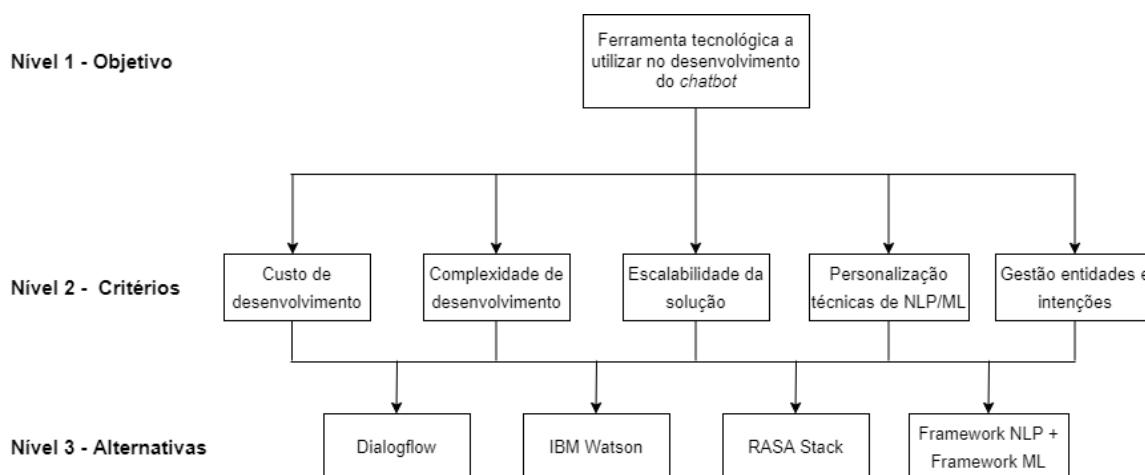 Nível 1 - Objetivo
Ferramenta tecnológica a
utilizar no desenvolvimento
do chatbot
Nível 2 - Critérios
Custo de
desenvolvimento
Complexidade de
desenvolvimento
Escalabilidade da
solução
Personalização
técnicas de NLP/ML
Gestão entidades e
intenções
Nível 3 - Alternativas
Dialogflow
IBM Watson
RASA Stack
Framework NLP +
Framework ML